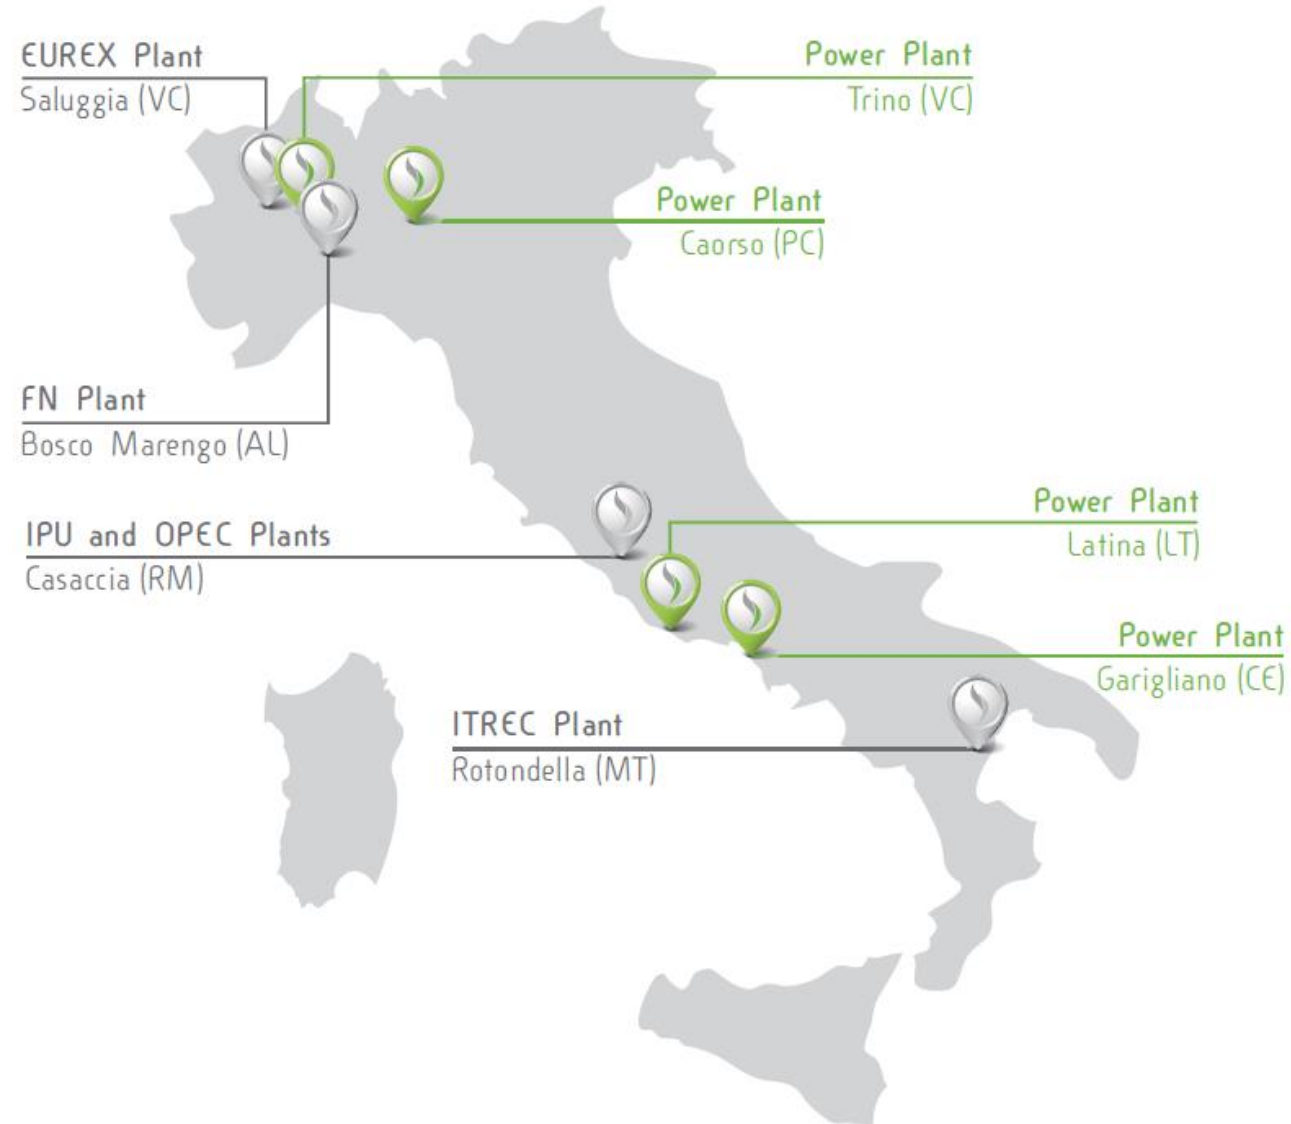 EUREX Plant
Saluggia (VC)
Power Plant
Trino (VC)
Power Plant
Caorso (PC)
FN Plant
Bosco Marengo (AL)
IPU and OPEC Plants
Casaccia (RM)
Power Plant
Latina (LT)
Power Plant
Garigliano (CE)
ITREC Plant
Rotondella (MT)